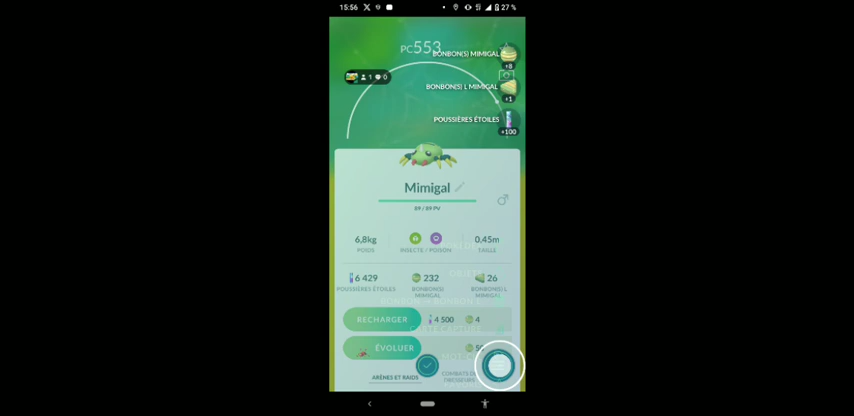 15:56
27 %
PC553
BONBON(S) MIMIGAL
+8
1 0
BONBON(S) L MIMIGAL
+1
POUSSIÈRES ÉTOILES
+100
Mimigal
89 / 89 PV
6,8kg
0,45m
POIDS
INSECTE / POISON
TAILLE
6 429
232
26
POUSSIÈRES ÉTOILES
BONBON(S)
MIMIGAL
BONBON(S) L
MIMIGAL
RECHARGER
4 500
4
ÉVOLUER
ARÈNES ET RAIDS
COMBATS DE